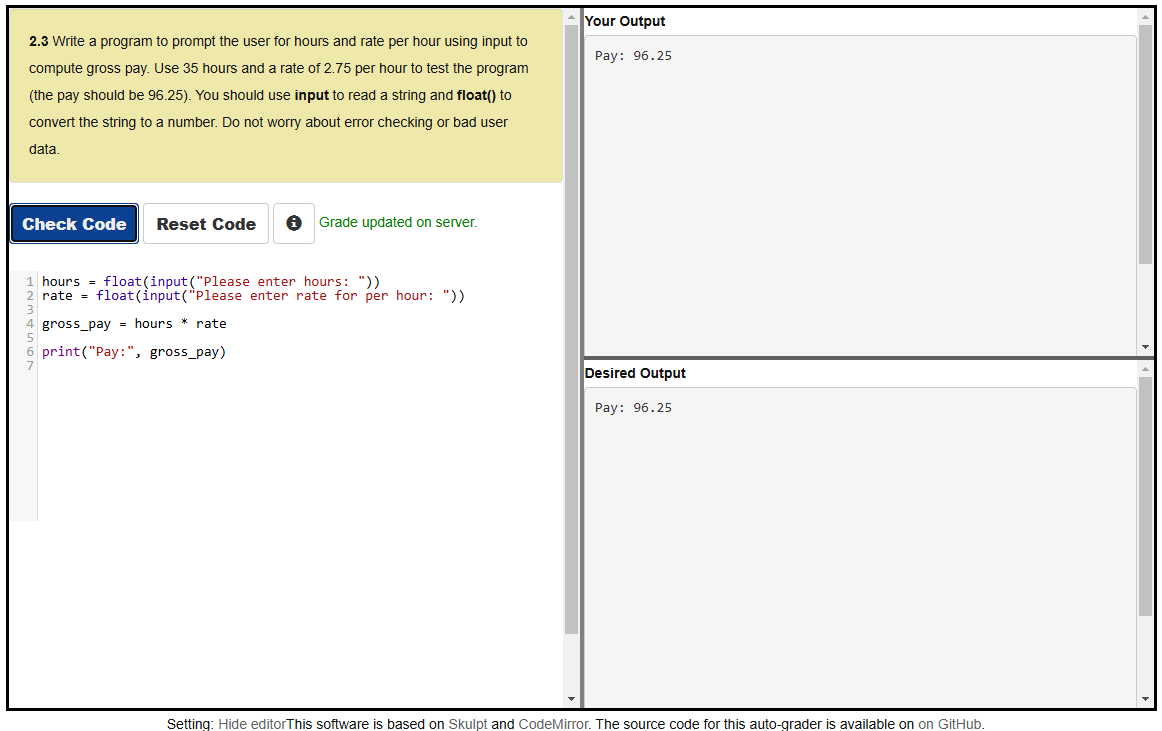 2.3 Write a program to prompt the user for hours and rate per hour using input to
compute gross pay. Use 35 hours and a rate of 2.75 per hour to test the program
(the pay should be 96.25). You should use input to read a string and float() to
convert the string to a number. Do not worry about error checking or bad user
data.
Check Code Reset Code Grade updated on server.
1 hours = float(input("Please enter hours: "))
2 rate = float(input("Please enter rate for per hour: "))
3
4 gross_pay = hours * rate
5
6 print("Pay:", gross_pay)
7
Your Output
Pay: 96.25
Desired Output
Pay: 96.25
Setting: Hide editorThis software is based on Skulpt and CodeMirror. The source code for this auto-grader is available on on GitHub.